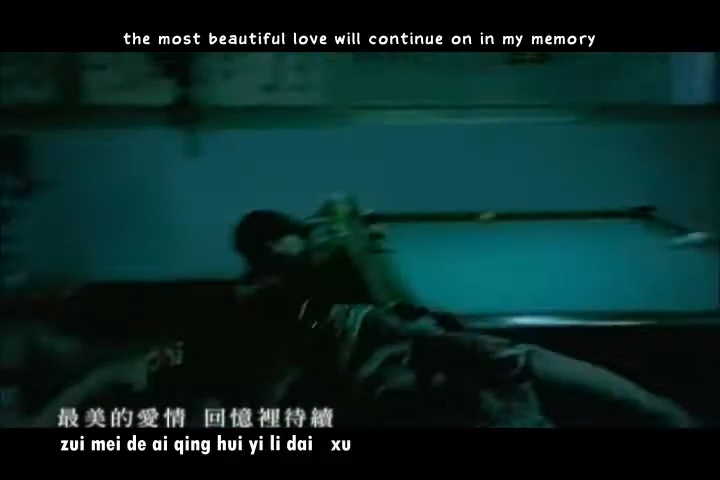 the most beautiful love will continue on in my memory
最美的愛情 回憶裡待續
zui mei de ai qing hui yi li dai xu